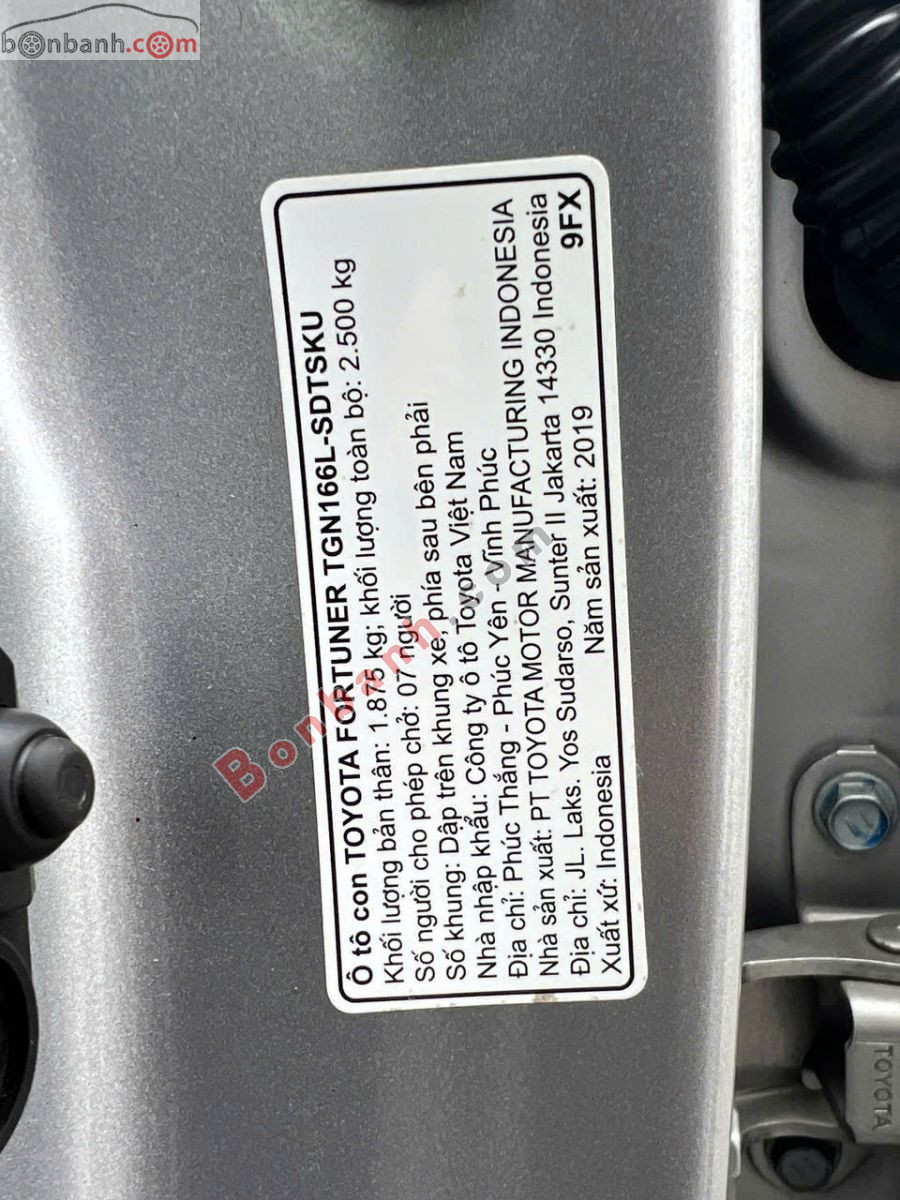 bonbanh.com
Ô tô con TOYOTA FORTUNER TGN166L-SDTSKU
Khối lượng bản thân: 1.875 kg; khối lượng toàn bộ: 2.500 kg
Số người cho phép chở: 07 người
Số khung: Dập trên khung xe, phía sau bên phải
Nhà nhập khẩu: Công ty ô tô Toyota Việt Nam
Địa chỉ: Phúc Thắng - Phúc Yên -Vĩnh Phúc
Nhà sản xuất: PT TOYOTA MOTOR MANUFACTURING INDONESIA
Địa chỉ: JL. Laks. Yos Sudarso, Sunter II Jakarta 14330 Indonesia
Xuất xứ: Indonesia Năm sản xuất: 2019 9FX
Bonbanh.com
TOYOTA